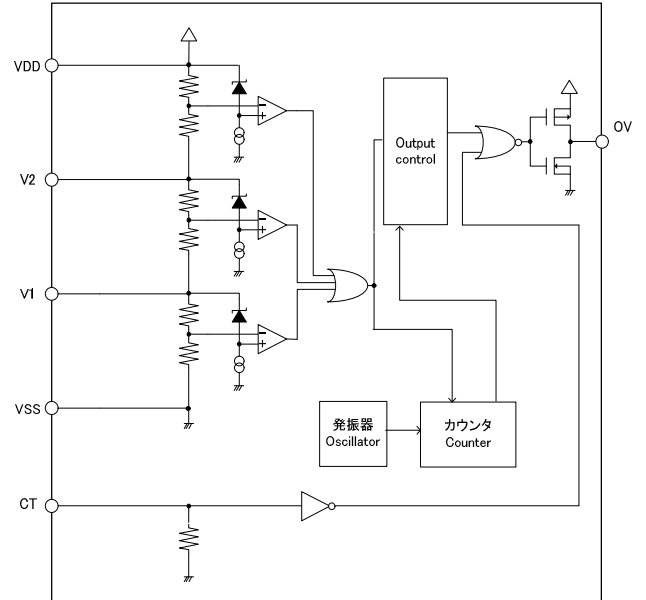 VDD
V2
V1
VSS
CT
OV
Output
control
発振器
Oscillator
カウンタ
Counter